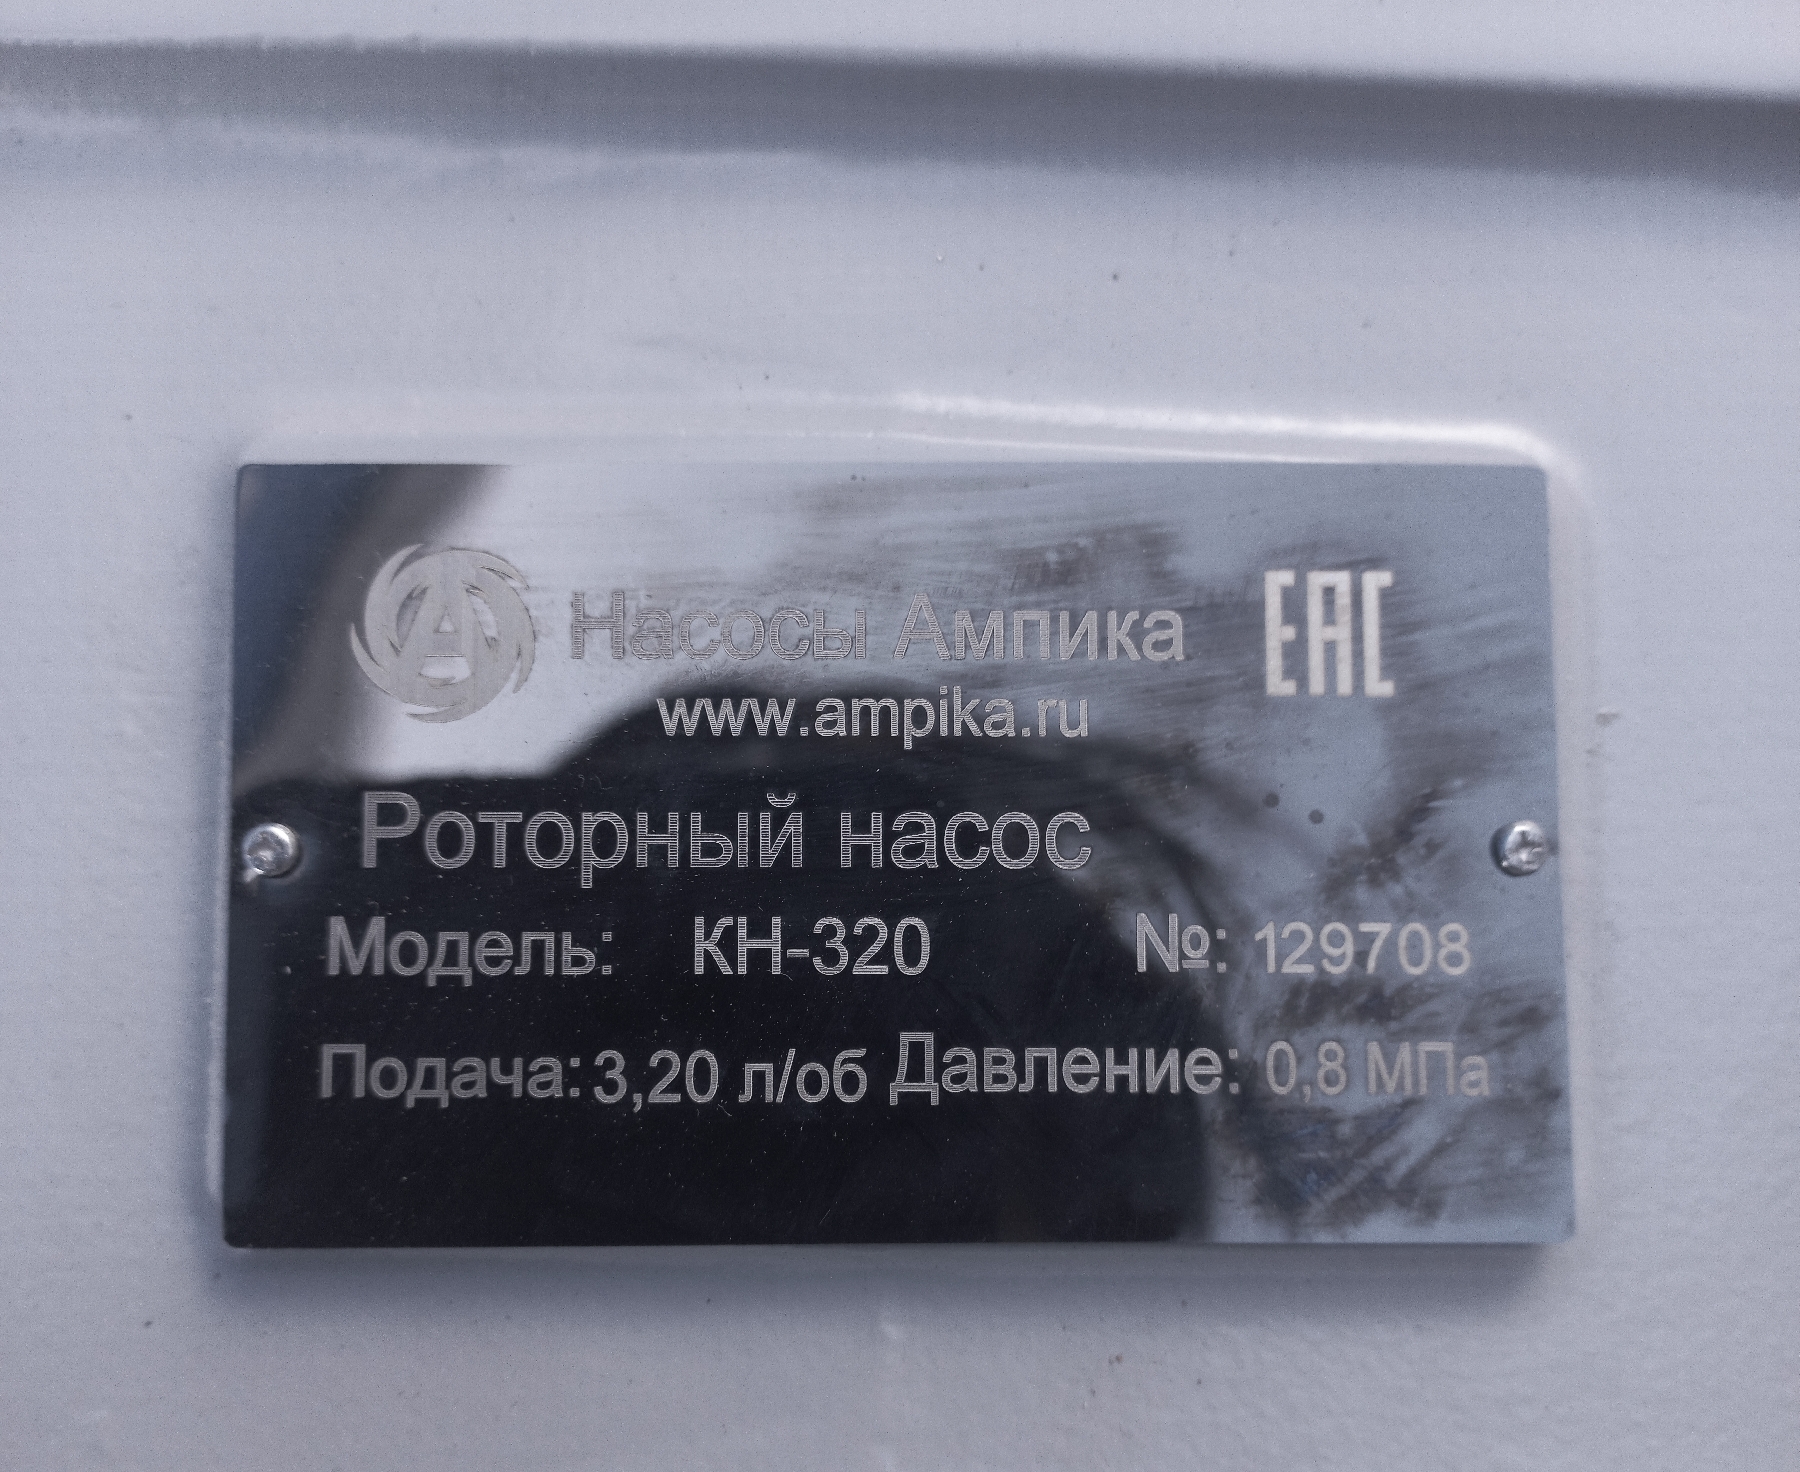 Насосы Ампика
EAC
www.ampika.ru
Роторный насос
Модель: КН-320 №: 129708
Подача: 3,20 л/об Давление: 0,8 МПа